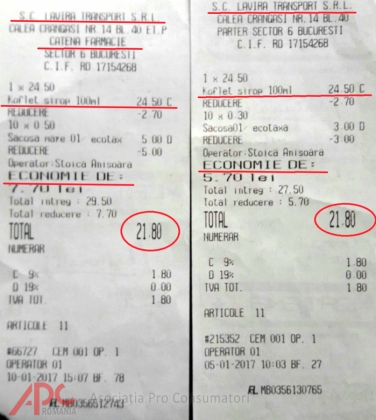 S.C. LAVIRA TRANSPORT S.R.L.
CALEA CRANGASI NR.14 BL.40 ET.P
CATENA FARMACIE
SECTOR 6 BUCURESTI
C.I.F. RO 17154268
1 x 24.50
Koflet sirop 100ml 24.50 C
REDUCERE -2.70
10 x 0.50
Sacosa mare 01- ecotax 5.00 D
REDUCERE -5.00
Operator:Stoica Anisoara
ECONOMIE DE:
7.70 lei
Total intreg : 29.50
Total reducere : 7.70
TOTAL 21.80
NUMERAR
C 9% 1.80
D 19% 0.00
TVA TOT. 1.80
ARTICOLE 11
#66727 CEM 001 OP. 1
OPERATOR 01
10-01-2017 15:07 BF. 78
MB0356512743
S.C. LAVIRA TRANSPORT S.R.L.
CALEA CRANGASI NR.14 BL.40
PARTER SECTOR 6 BUCURESTI
C.I.F. RO 17154268
1 x 24.50
Koflet sirop 100ml 24.50 C
REDUCERE -2.70
10 x 0.30
Sacosa01- ecotaxa 3.00 D
REDUCERE -3.00
Operator:Stoica Anisoara
ECONOMIE DE:
5.70 lei
Total intreg : 27.50
Total reducere : 5.70
TOTAL 21.80
NUMERAR
C 9% 1.80
D 19% 0.00
TVA TOT. 1.80
ARTICOLE 11
#215352 CEM 001 OP. 1
OPERATOR 01
05-01-2017 10:03 BF. 27
MB0356130765
APC
ROMANIA
Asociatia Pro Consumatori